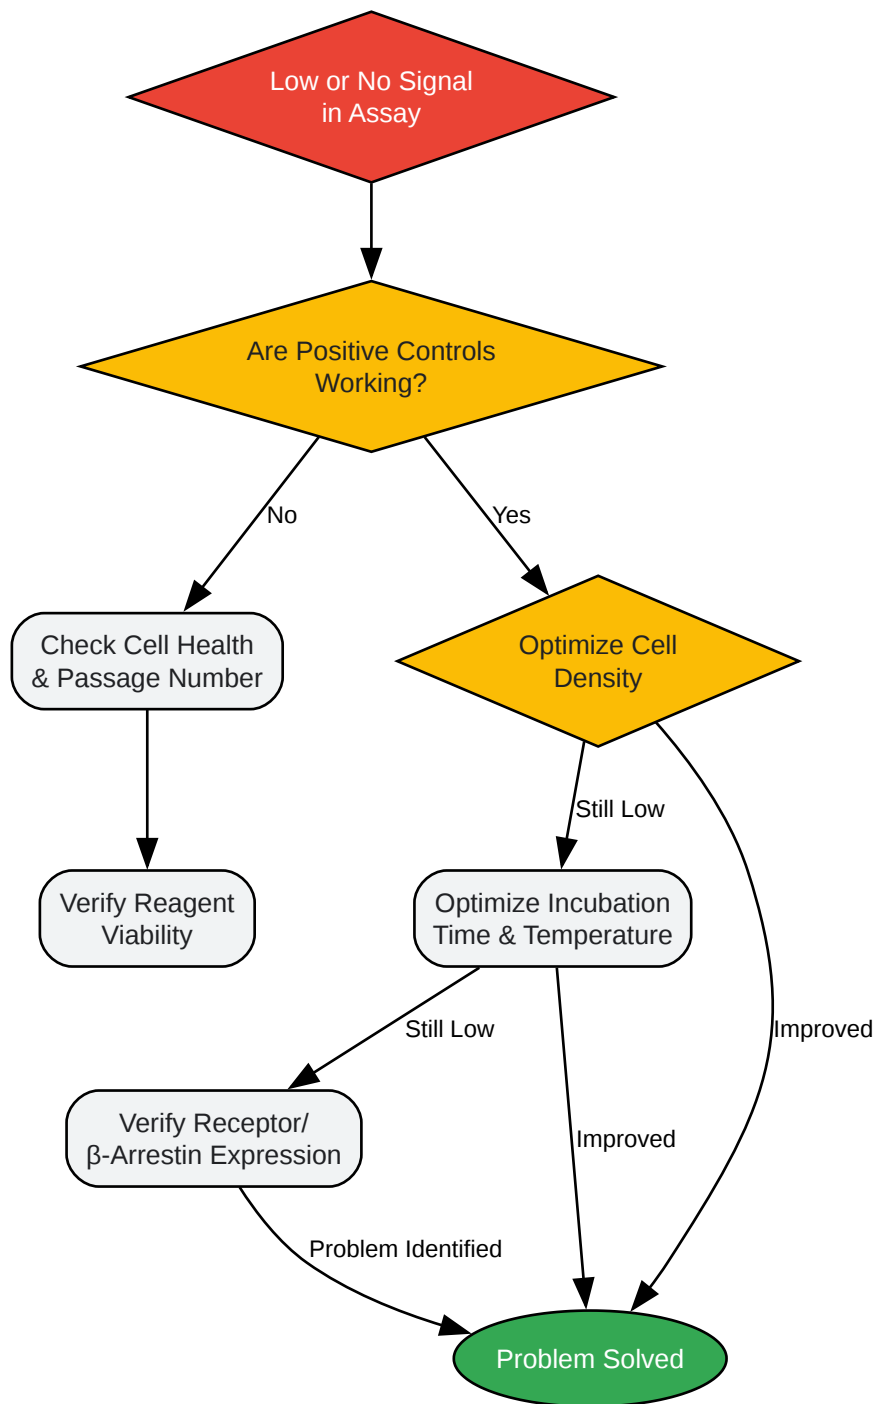 Low or No Signal
in Assay
Are Positive Controls
Working?
No
Yes
Check Cell Health
& Passage Number
Optimize Cell
Density
Still Low
Verify Reagent
Viability
Optimize Incubation
Time & Temperature
Still Low
Improved
Verify Receptor/
β-Arrestin Expression
Improved
Problem Identified
Problem Solved